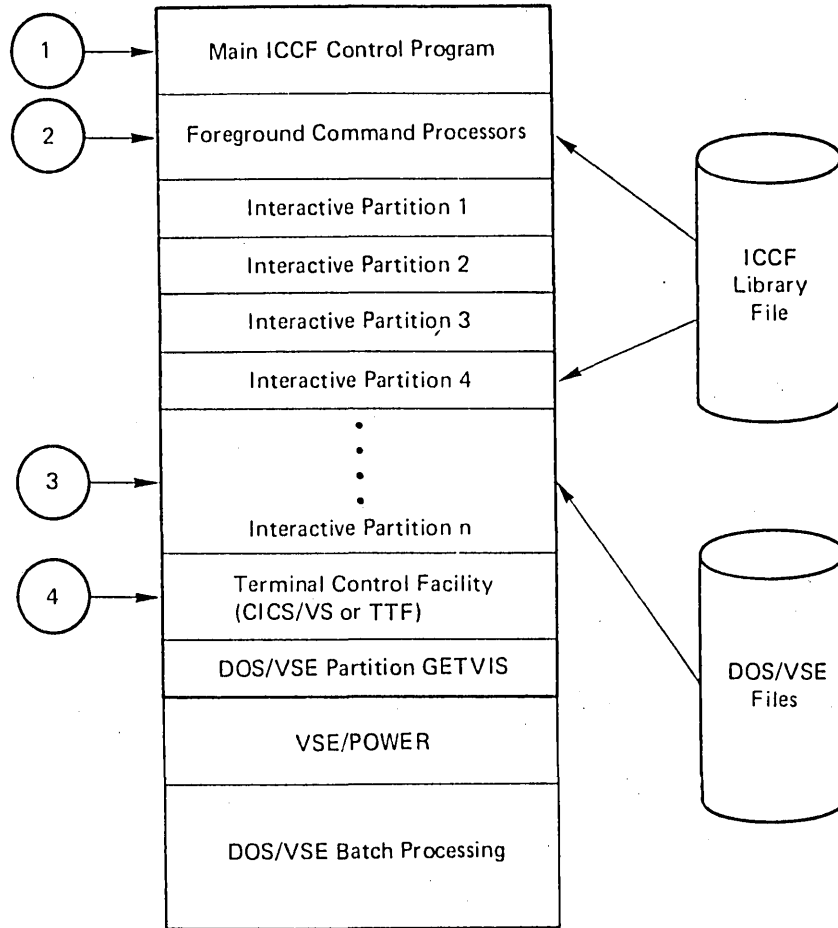 1
Main ICCF Control Program
2
Foreground Command Processors
Interactive Partition 1
Interactive Partition 2
Interactive Partition 3
Interactive Partition 4
3
Interactive Partition n
4
Terminal Control Facility
(CICS/VS or TTF)
DOS/VSE Partition GETVIS
VSE/POWER
DOS/VSE Batch Processing
ICCF
Library
File
DOS/VSE
Files